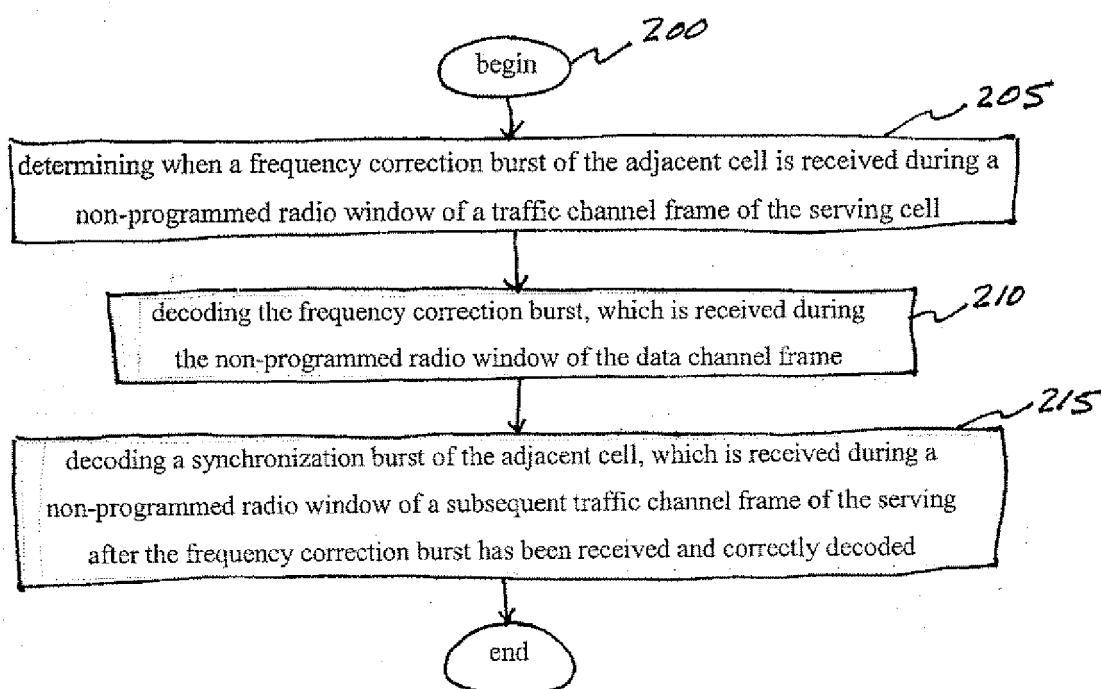 200
begin
205
determining when a frequency correction burst of the adjacent cell is received during a
non-programmed radio window of a traffic channel frame of the serving cell
210
decoding the frequency correction burst, which is received during
the non-programmed radio window of the data channel frame
215
decoding a synchronization burst of the adjacent cell, which is received during a
non-programmed radio window of a subsequent traffic channel frame of the serving
after the frequency correction burst has been received and correctly decoded
end